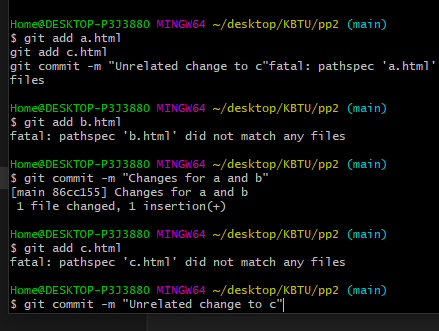 Home@DESKTOP-P3J3880 MINGW64 ~/desktop/KBTU/pp2 (main)
$ git add a.html
git add c.html
git commit -m "Unrelated change to c"fatal: pathspec 'a.html'
files
Home@DESKTOP-P3J3880 MINGW64 ~/desktop/KBTU/pp2 (main)
$ git add b.html
fatal: pathspec 'b.html' did not match any files
Home@DESKTOP-P3J3880 MINGW64 ~/desktop/KBTU/pp2 (main)
$ git commit -m "Changes for a and b"
[main 86cc155] Changes for a and b
1 file changed, 1 insertion(+)
Home@DESKTOP-P3J3880 MINGW64 ~/desktop/KBTU/pp2 (main)
$ git add c.html
fatal: pathspec 'c.html' did not match any files
Home@DESKTOP-P3J3880 MINGW64 ~/desktop/KBTU/pp2 (main)
$ git commit -m "Unrelated change to c"